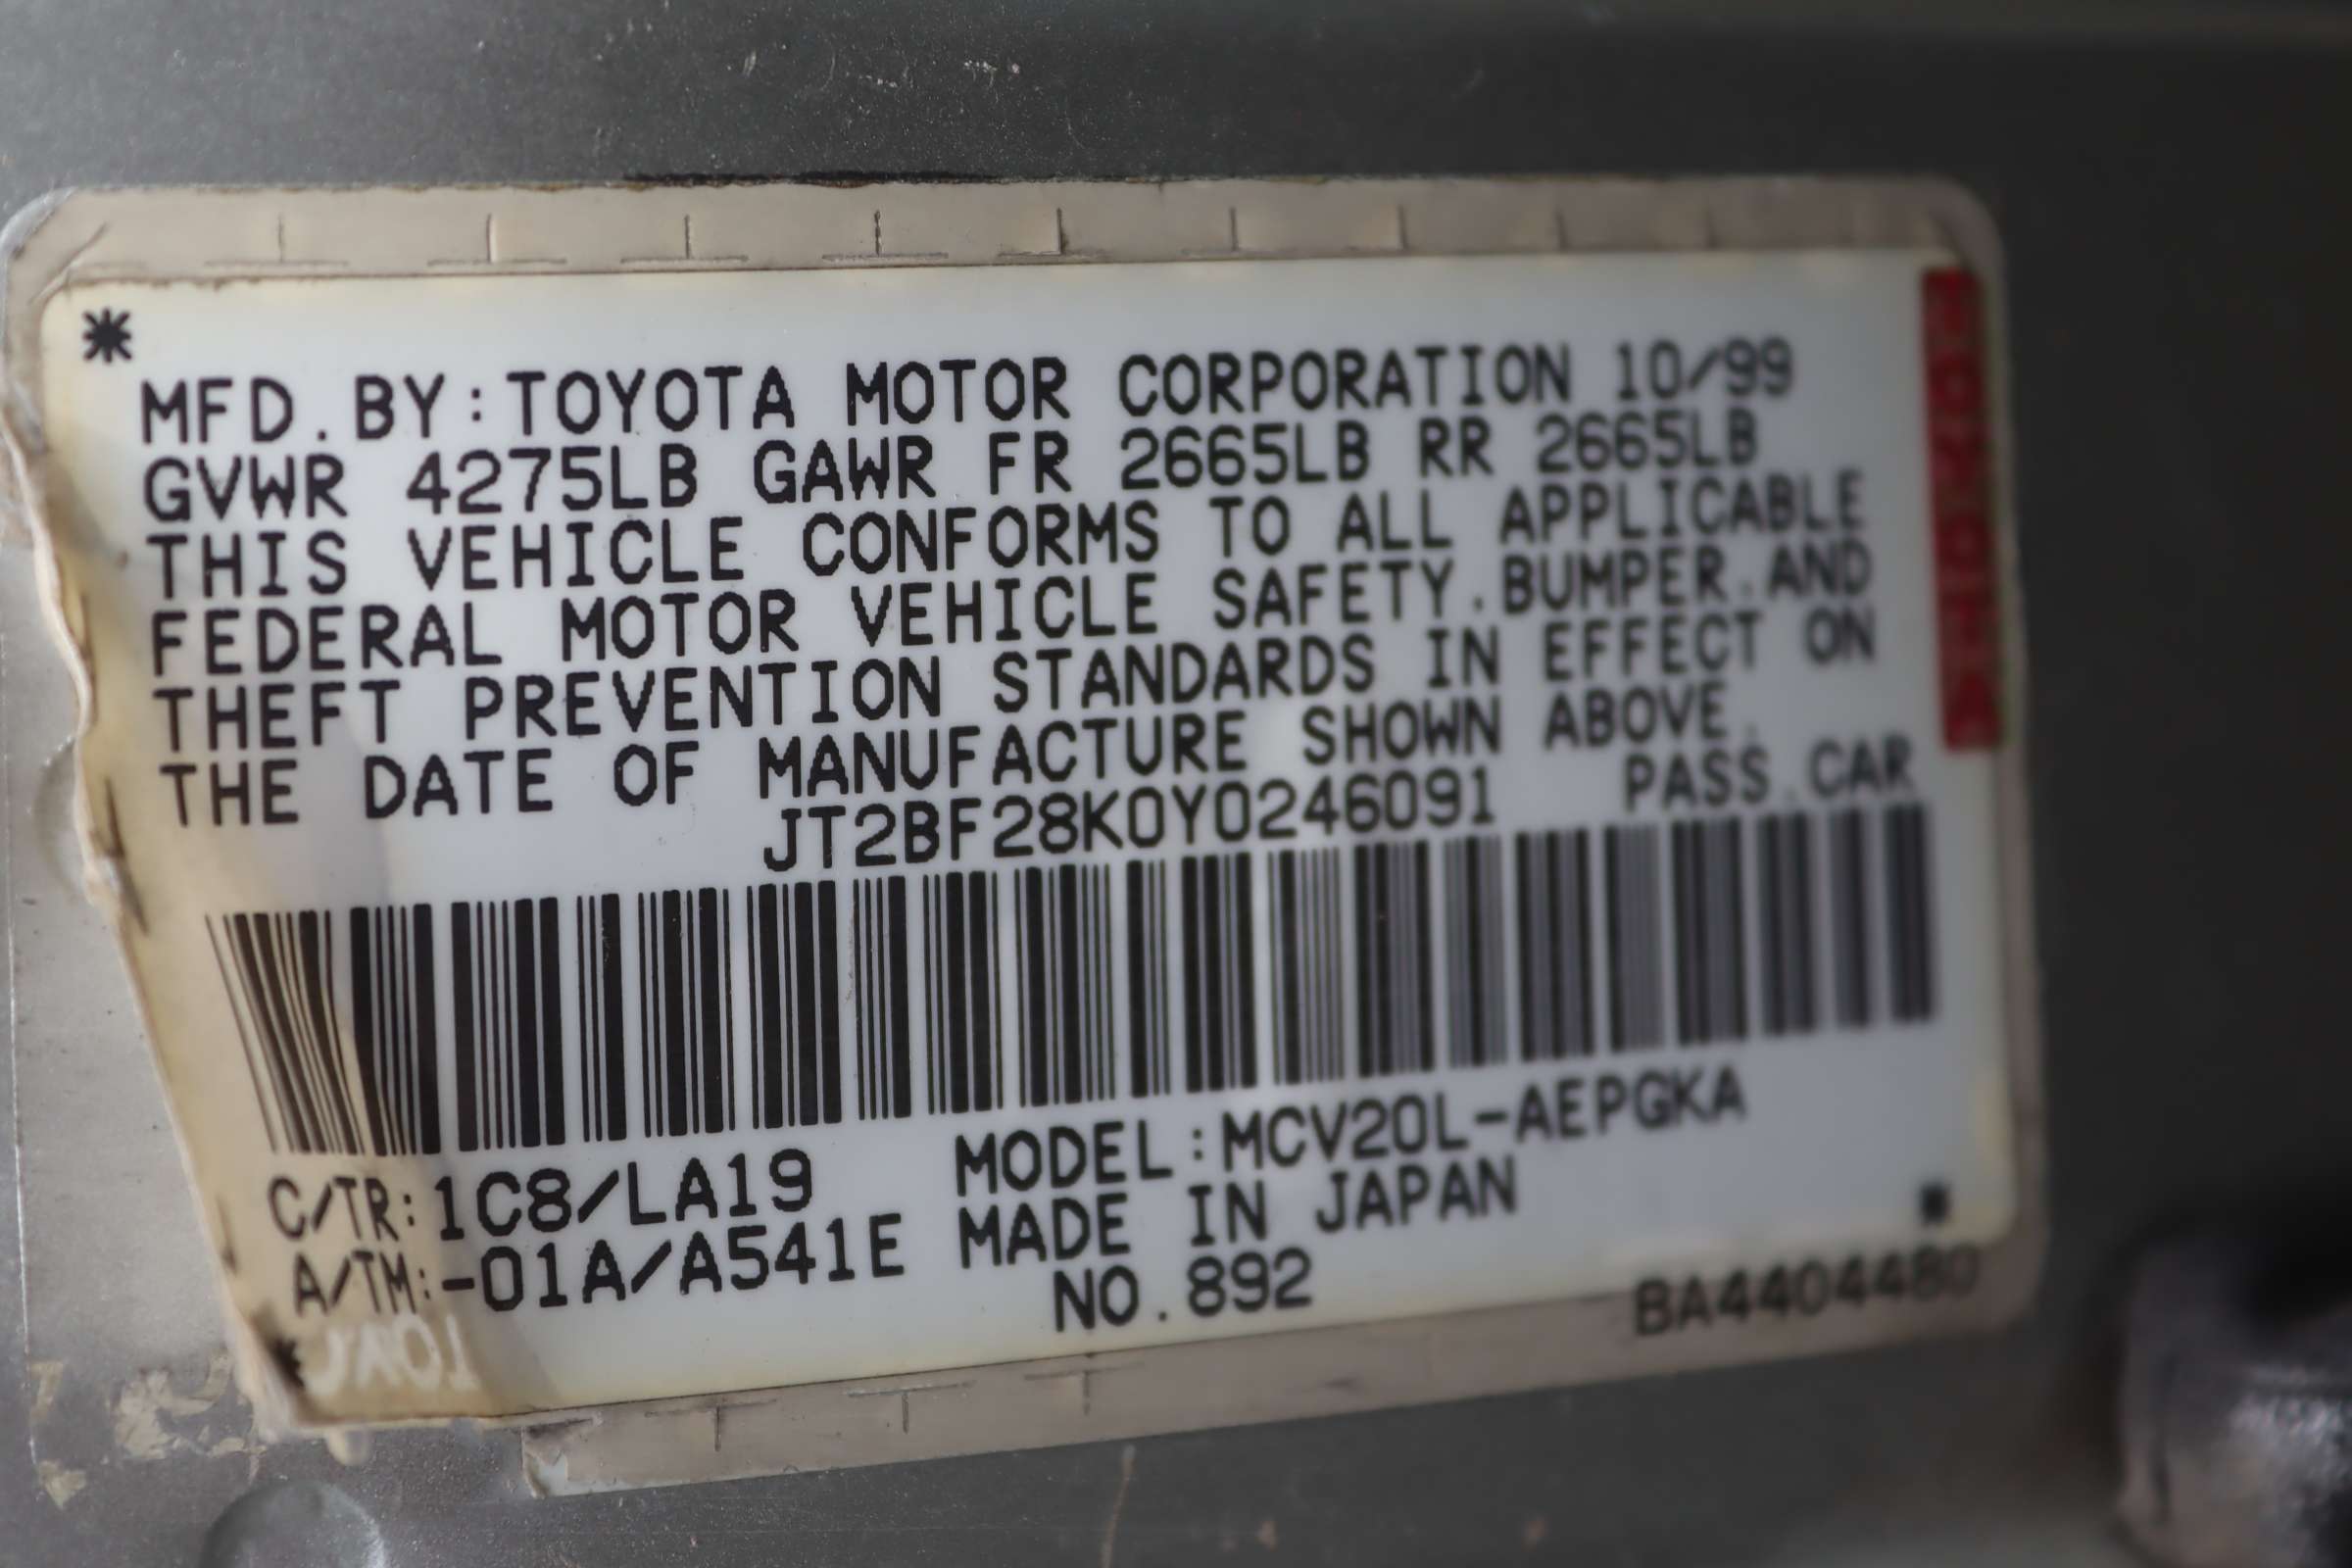 MFD.BY:TOYOTA MOTOR CORPORATION 10/99
GVWR 4275LB GAWR FR 2665LB RR 2665LB
THIS VEHICLE CONFORMS TO ALL APPLICABLE
FEDERAL MOTOR VEHICLE SAFETY.BUMPER.AND
THEFT PREVENTION STANDARDS IN EFFECT ON
THE DATE OF MANUFACTURE SHOWN ABOVE.
JT2BF28K0Y0246091 PASS.CAR
C/TR:1C8/LA19 MODEL:MCV20L-AEPGKA
A/TM:-01A/A541E MADE IN JAPAN
NO.892
BA4404480
TOYOTA